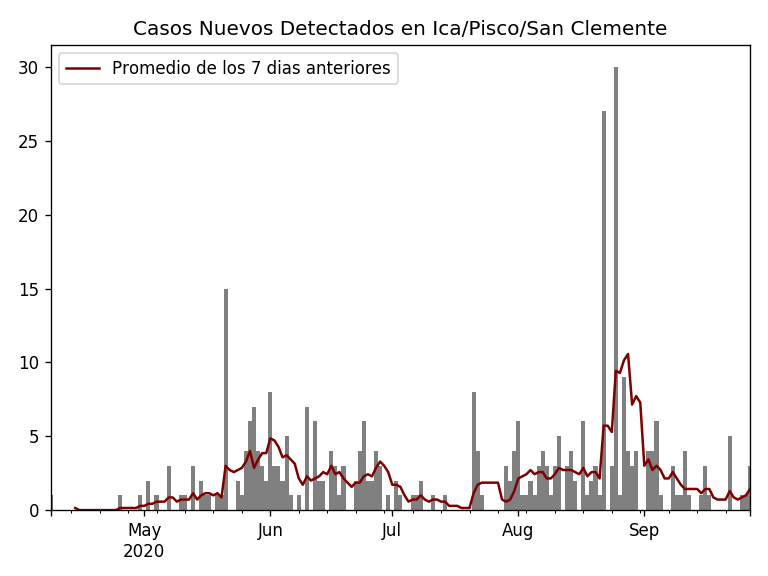 Casos Nuevos Detectados en Ica/Pisco/San Clemente
Promedio de los 7 dias anteriores
30
25
20
15
10
5
0
May Jun Jul Aug Sep
2020